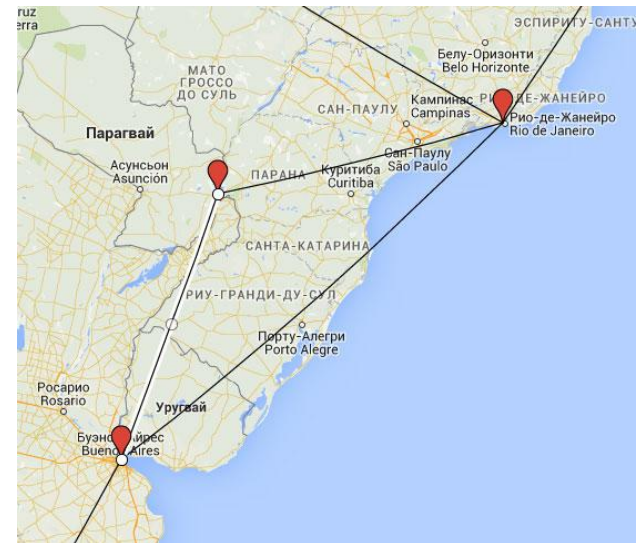 ruz
erra
ЭСПИРИТУ-САНТУ
Белу-Оризонти
Belo Horizonte
МАТО
ГРОССО
ДО СУЛЬ
Кампинас
Campinas
РИО-ДЕ-ЖАНЕЙРО
САН-ПАУЛУ
Рио-де-Жанейро
Rio de Janeiro
Парагвай
Сан-Паулу
São Paulo
Асунсьон
Asunción
ПАРАНА
Куритиба
Curitiba
САНТА-КАТАРИНА
РИУ-ГРАНДИ-ДУ-СУЛ
Порту-Алегри
Porto Alegre
Росарио
Rosario
Уругвай
Буэнос-Айрес
Buenos Aires